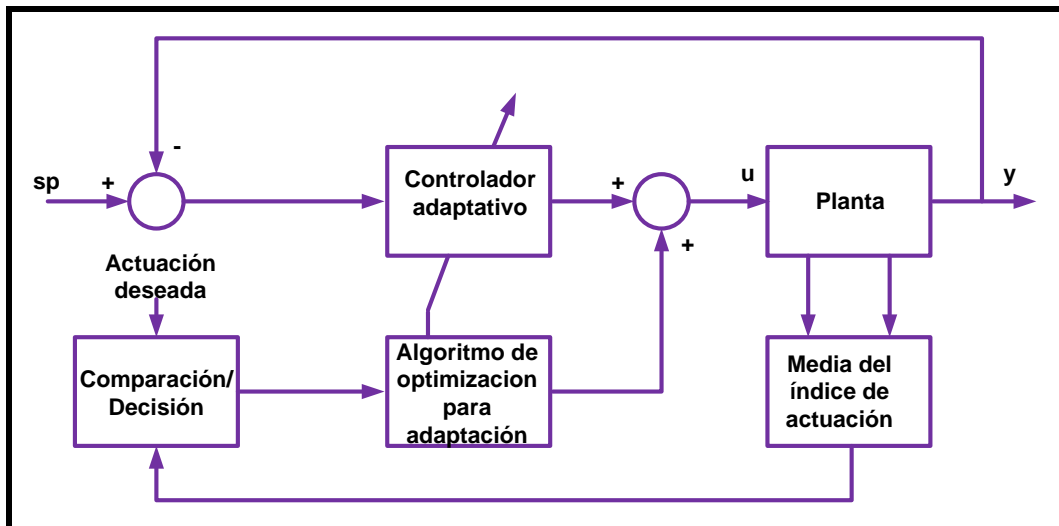 -
sp
+
Controlador
adaptativo
+
+
u
Planta
y
Actuación
deseada
Comparación/
Decisión
Algoritmo de
optimizacion
para
adaptación
Media del
índice de
actuación